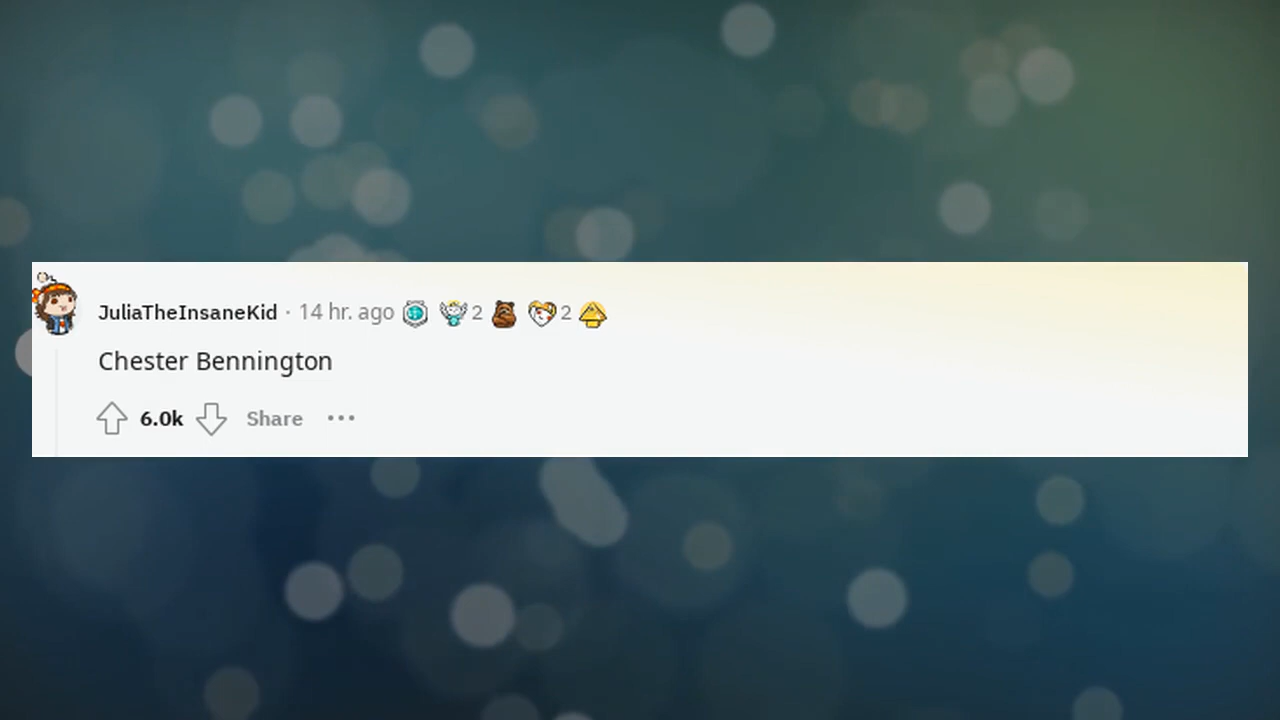 JuliaTheInsaneKid · 14 hr. ago 2 2
Chester Bennington
6.0k Share ···